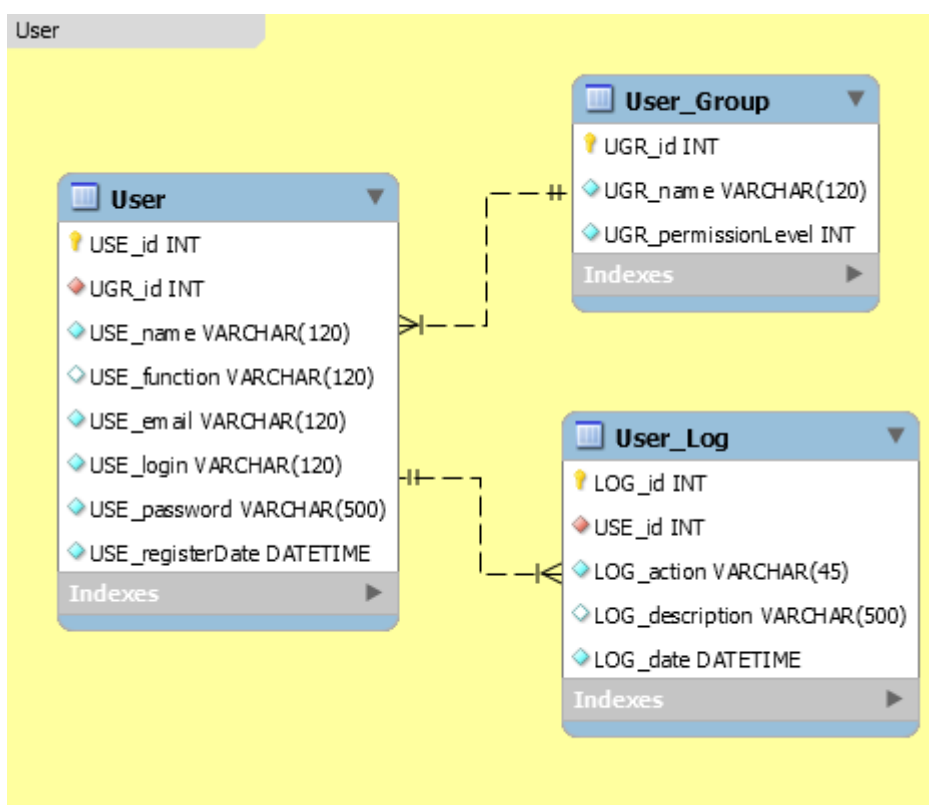 User
User_Group
UGR_id INT
UGR_name VARCHAR(120)
UGR_permissionLevel INT
Indexes
User
USE_id INT
UGR_id INT
USE_name VARCHAR(120)
USE_function VARCHAR(120)
USE_email VARCHAR(120)
USE_login VARCHAR(120)
USE_password VARCHAR(500)
USE_registerDate DATETIME
Indexes
User_Log
LOG_id INT
USE_id INT
LOG_action VARCHAR(45)
LOG_description VARCHAR(500)
LOG_date DATETIME
Indexes